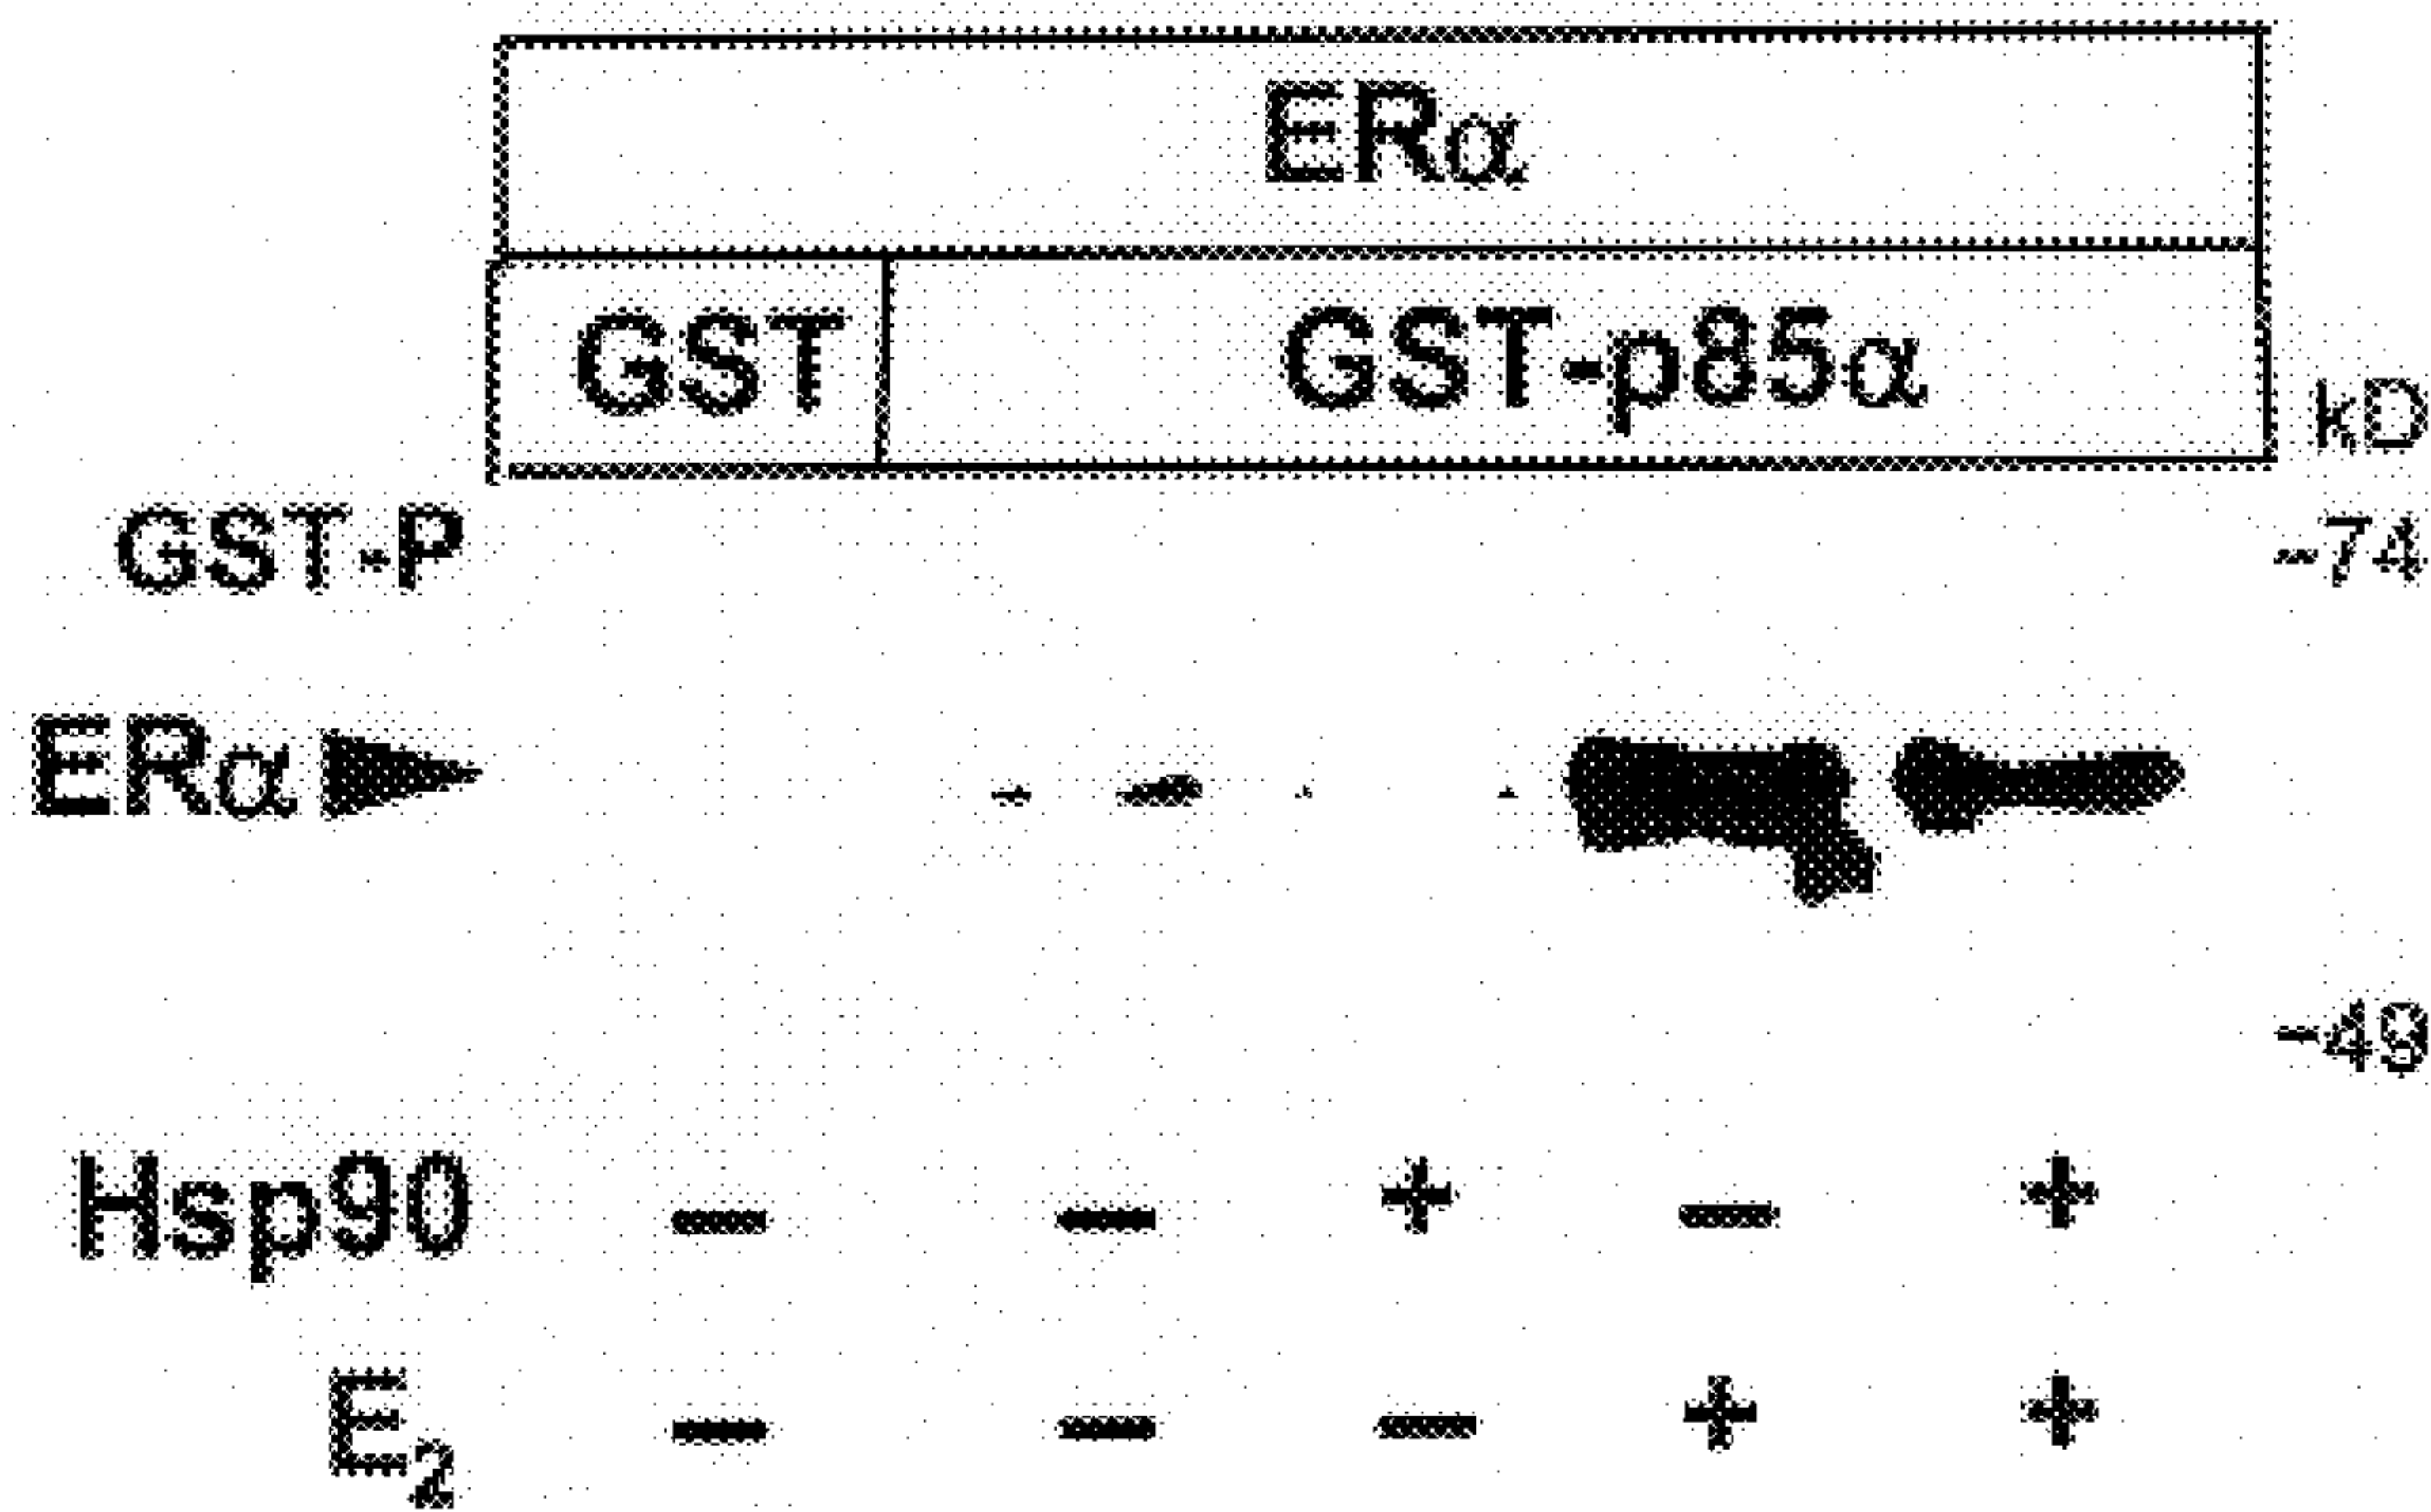 ERα
GST GST-p85α
kD
GST-P -74
ERα
-49
Hsp90 - - + - +
E2 - - - + +